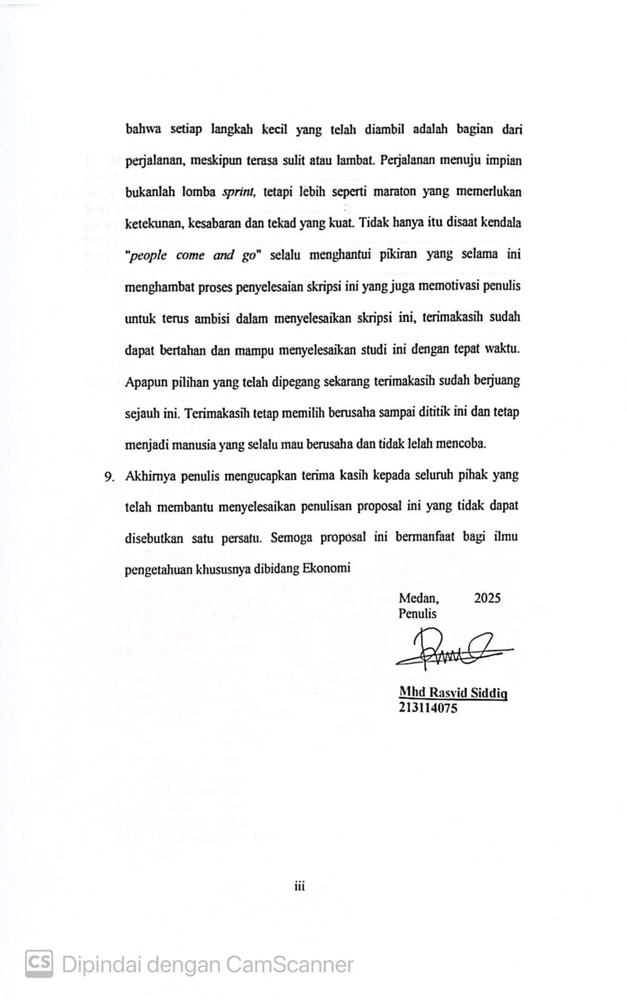 bahwa setiap langkah kecil yang telah diambil adalah bagian dari
perjalanan, meskipun terasa sulit atau lambat. Perjalanan menuju impian
bukanlah lomba sprint, tetapi lebih seperti maraton yang memerlukan
ketekunan, kesabaran dan tekad yang kuat. Tidak hanya itu disaat kendala
"people come and go" selalu menghantui pikiran yang selama ini
menghambat proses penyelesaian skripsi ini yang juga memotivasi penulis
untuk terus ambisi dalam menyelesaikan skripsi ini, terimakasih sudah
dapat bertahan dan mampu menyelesaikan studi ini dengan tepat waktu.
Apapun pilihan yang telah dipegang sekarang terimakasih sudah berjuang
sejauh ini. Terimakasih tetap memilih berusaha sampai dititik ini dan tetap
menjadi manusia yang selalu mau berusaha dan tidak lelah mencoba.
9. Akhirnya penulis mengucapkan terima kasih kepada seluruh pihak yang
telah membantu menyelesaikan penulisan proposal ini yang tidak dapat
disebutkan satu persatu. Semoga proposal ini bermanfaat bagi ilmu
pengetahuan khususnya dibidang Ekonomi
Medan, 2025
Penulis
Mhd Rasyid Siddiq
213114075
iii
CS Dipindai dengan CamScanner